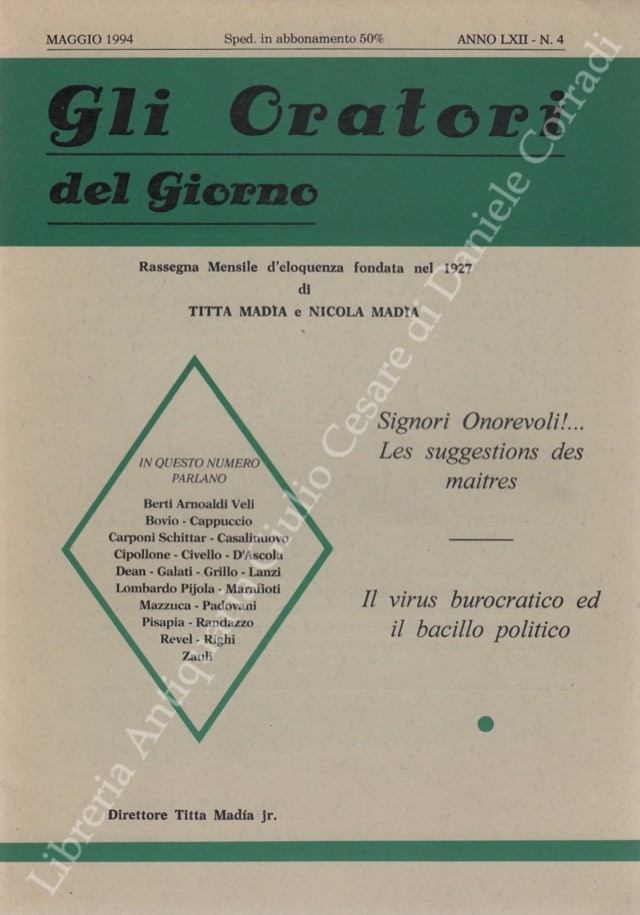 MAGGIO 1994
Sped. in abbonamento 50%
ANNO LXII - N. 4
Gli Oratori
del Giorno
Rassegna Mensile d'eloquenza fondata nel 1927
di
TITTA MADÌA e NICOLA MADÌA
IN QUESTO NUMERO
PARLANO
Berti Arnoaldi Veli
Bovio - Cappuccio
Carponi Schittar - Casalinuovo
Cipollone - Civello - D'Ascola
Dean - Galati - Grillo - Lanzi
Lombardo Pijola - Marafioti
Mazzuca - Padovani
Pisapia - Randazzo
Revel - Righi
Zauli
Signori Onorevoli!...
Les suggestions des
maitres
Il virus burocratico ed
il bacillo politico
Direttore Titta Madía jr.
Libreria Antiquaria Giulio Cesare di Daniele Corradi